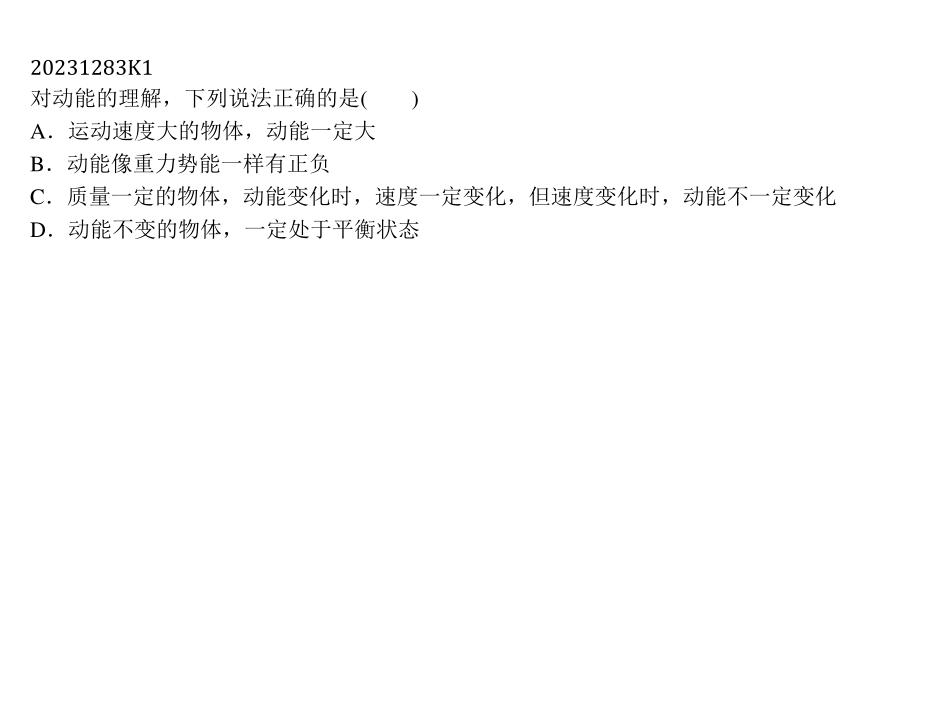 20231283K1
对动能的理解，下列说法正确的是(　　)
A．运动速度大的物体，动能一定大
B．动能像重力势能一样有正负
C．质量一定的物体，动能变化时，速度一定变化，但速度变化时，动能不一定变化
D．动能不变的物体，一定处于平衡状态